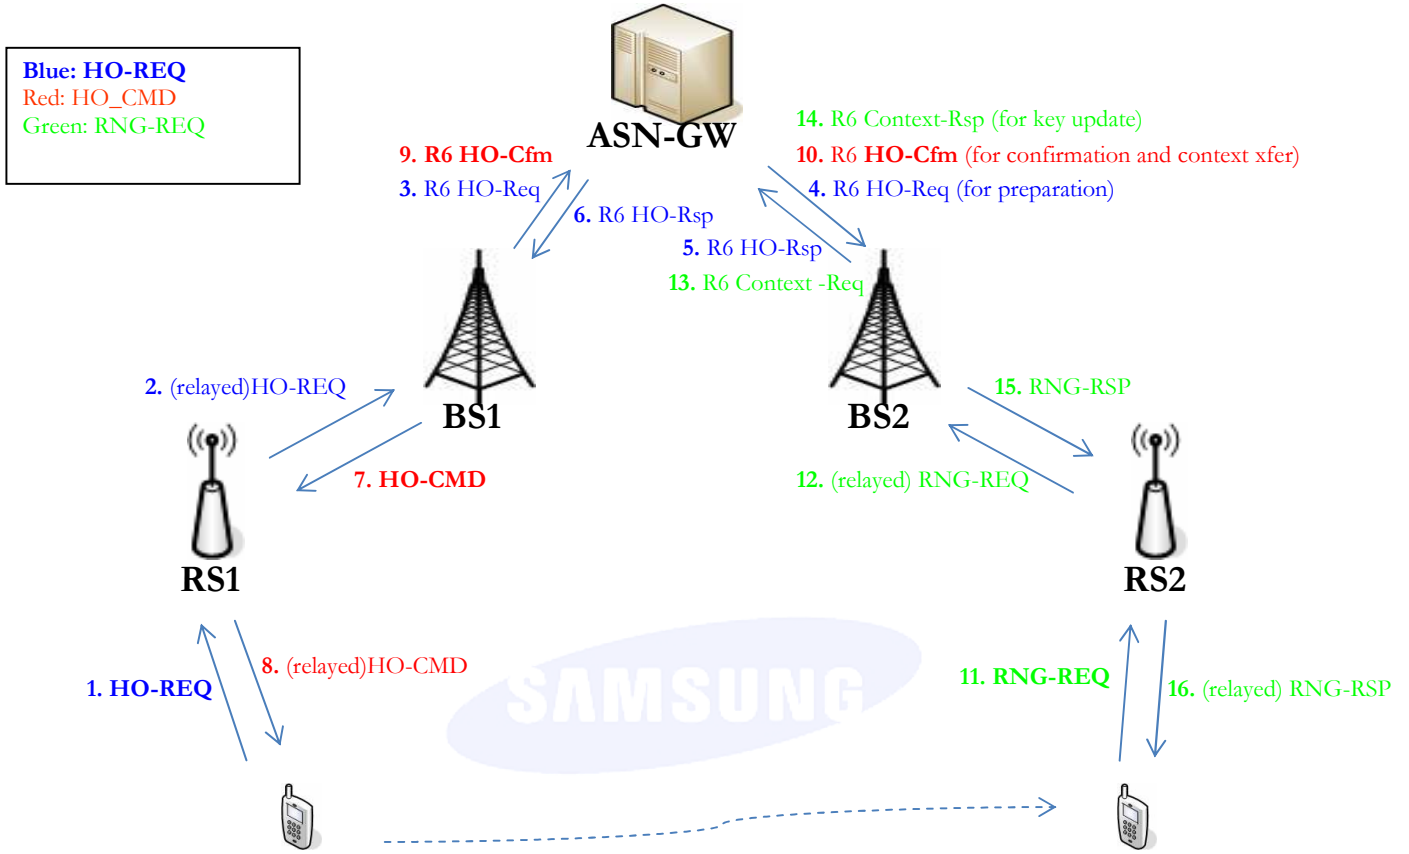 Blue: HO-REQ
Red: HO_CMD
Green: RNG-REQ
ASN-GW
14. R6 Context-Rsp (for key update)
9. R6 HO-Cfm
10. R6 HO-Cfm (for confirmation and context xfer)
3. R6 HO-Req
4. R6 HO-Req (for preparation)
6. R6 HO-Rsp
5. R6 HO-Rsp
13. R6 Context -Req
2. (relayed)HO-REQ
15. RNG-RSP
BS1
BS2
7. HO-CMD
12. (relayed) RNG-REQ
RS1
RS2
8. (relayed)HO-CMD
1. HO-REQ
11. RNG-REQ
16. (relayed) RNG-RSP
SAMSUNG